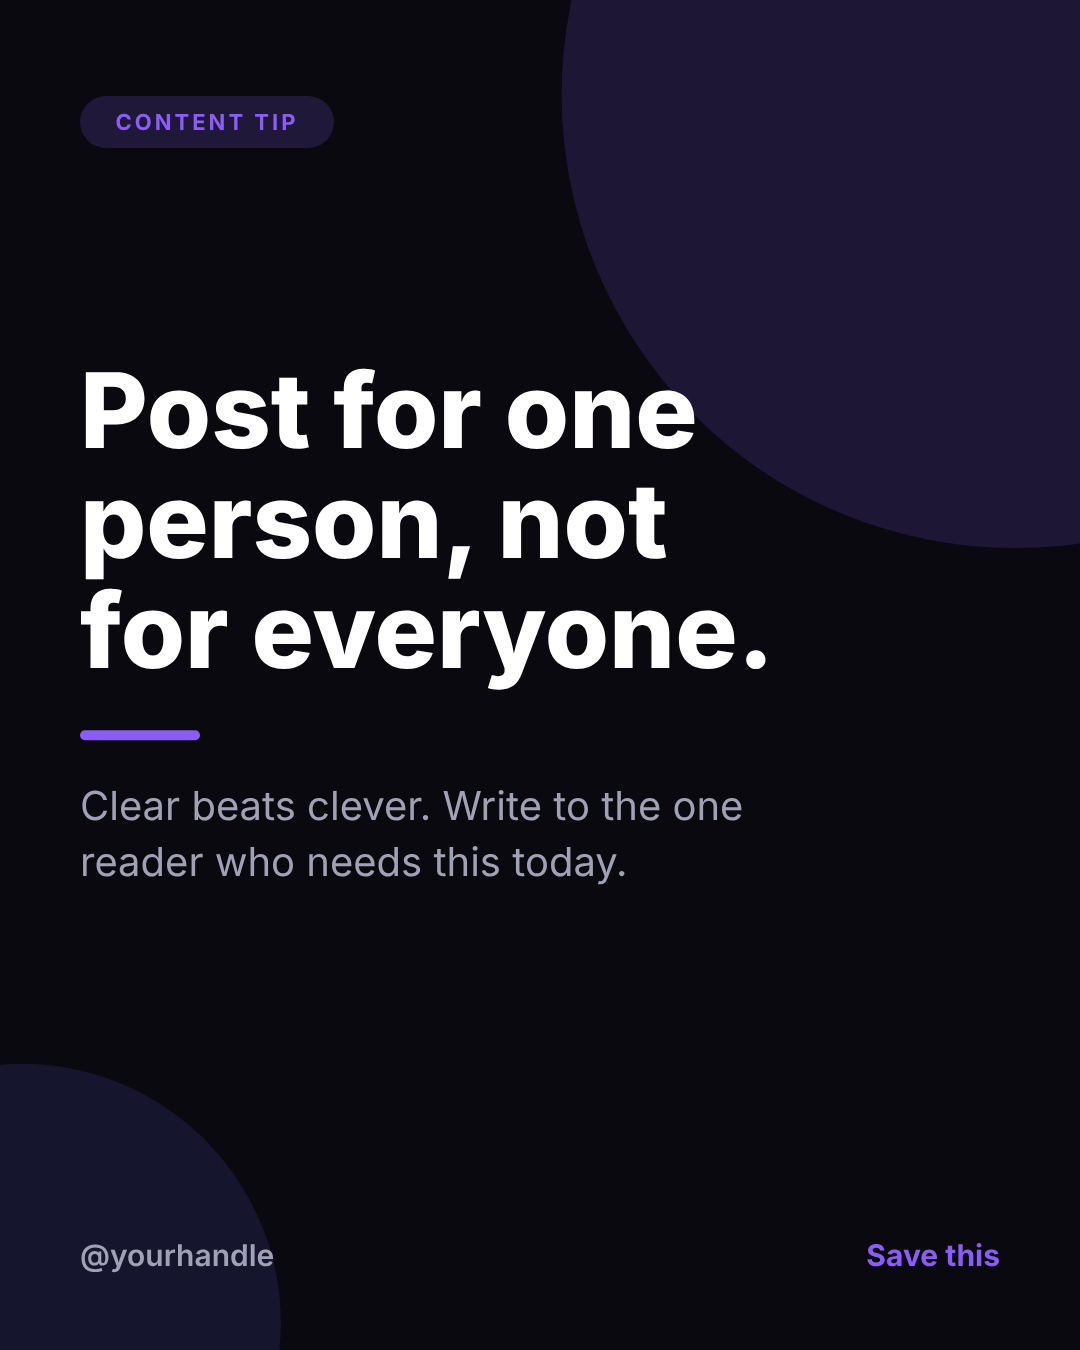 CONTENT TIP
Post for one
person, not
for everyone.
Clear beats clever. Write to the one
reader who needs this today.
@yourhandle
Save this